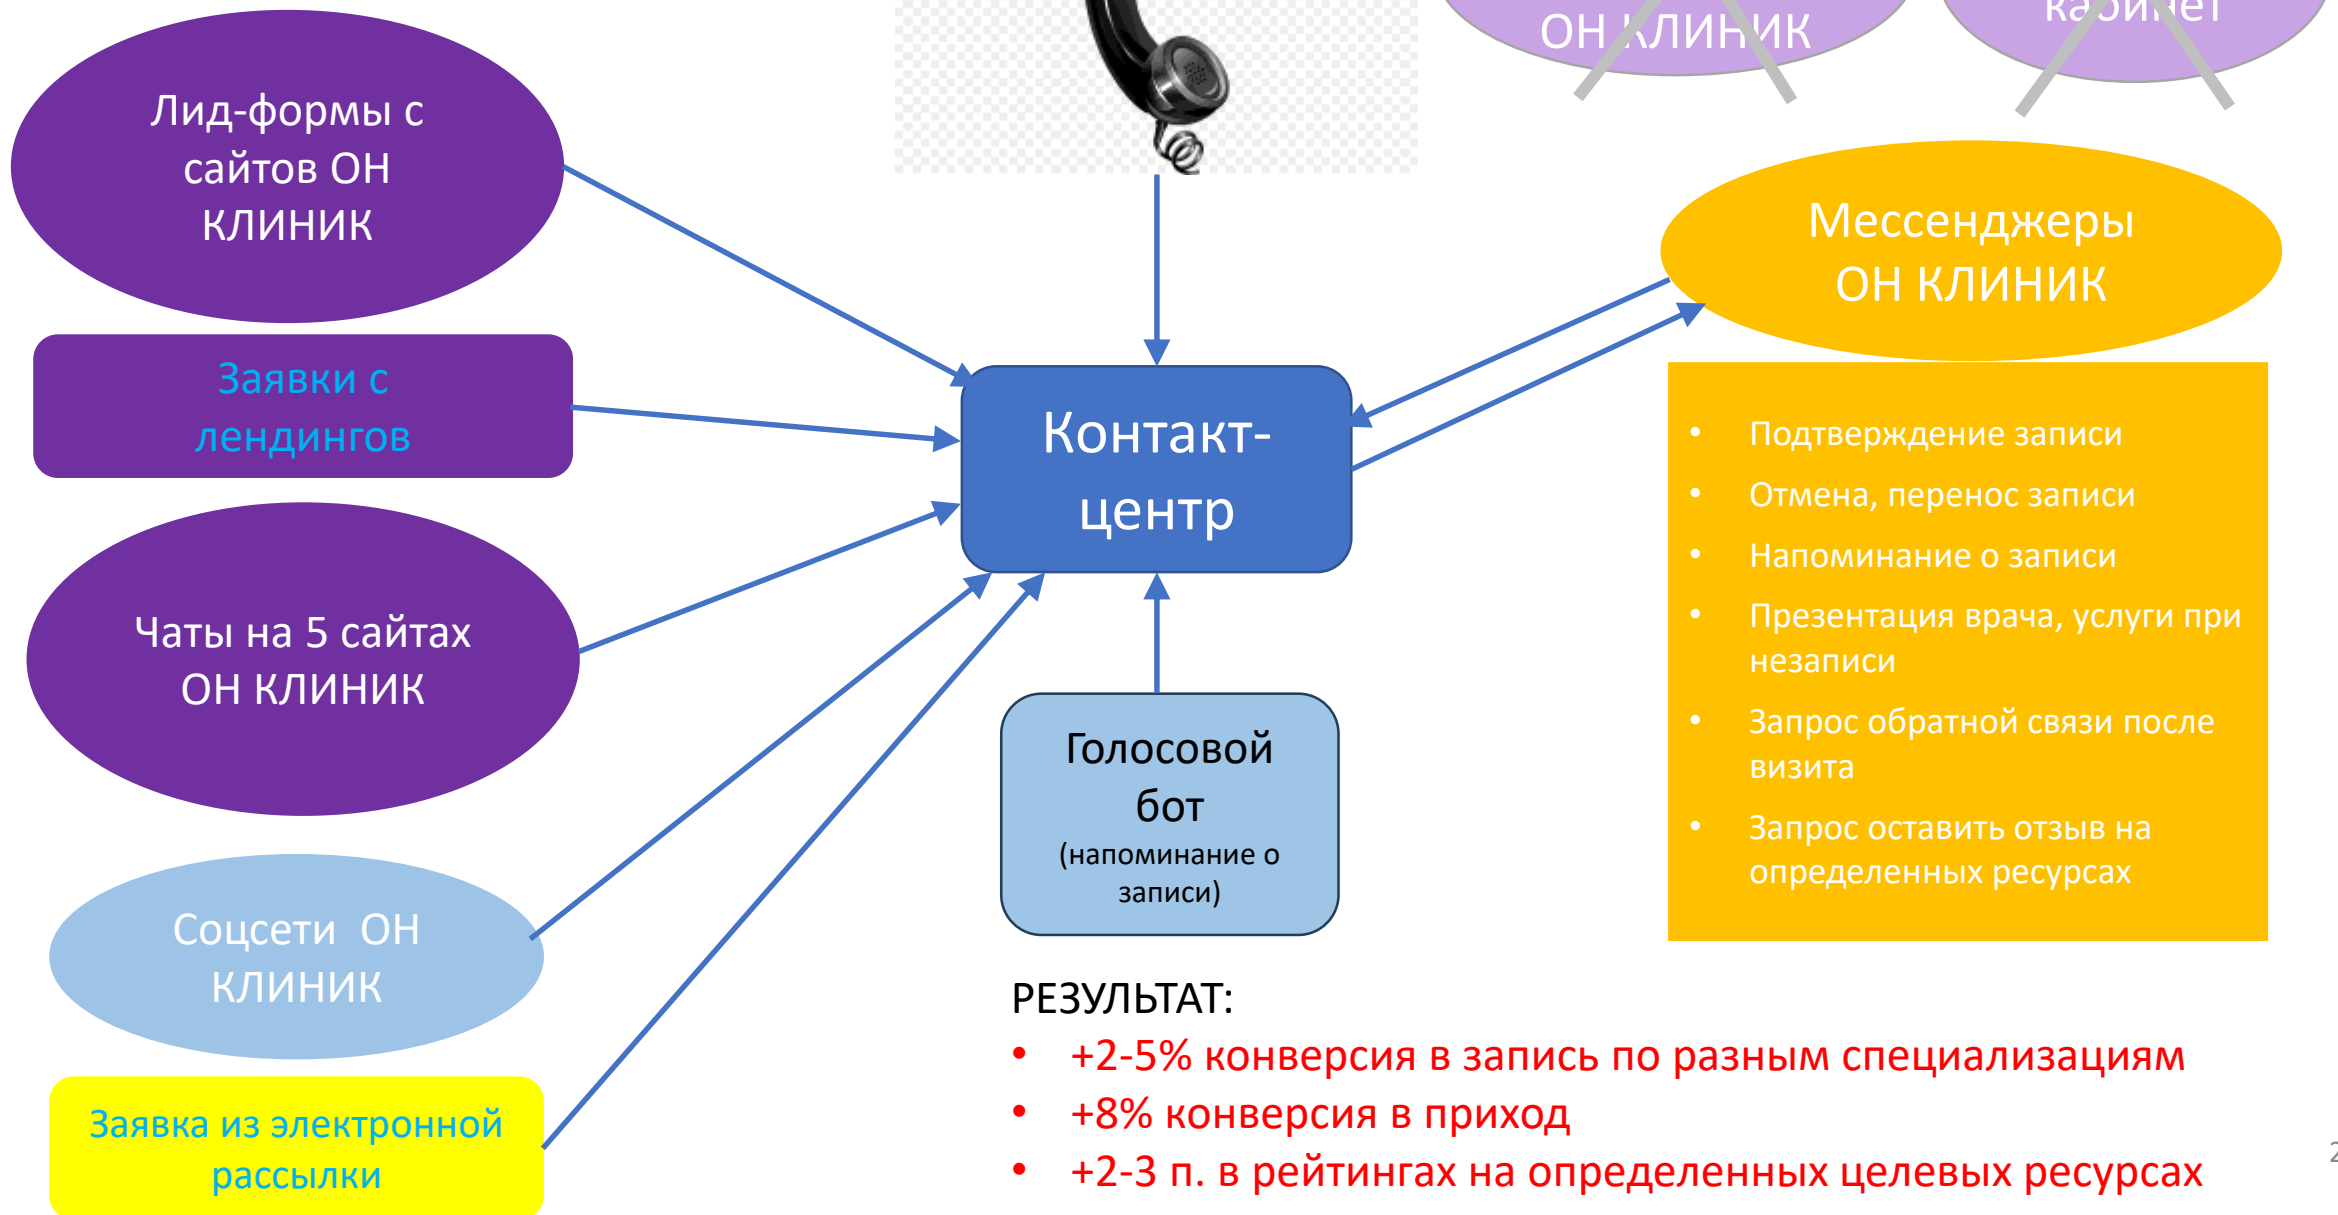 ОН КЛИНИК
кабинет
Лид-формы с
сайтов ОН
КЛИНИК
Заявки с
лендингов
Чаты на 5 сайтах
ОН КЛИНИК
Соцсети ОН
КЛИНИК
Заявка из электронной
рассылки
Контакт-
центр
Голосовой
бот
(напоминание о
записи)
Мессенджеры
ОН КЛИНИК
• Подтверждение записи
• Отмена, перенос записи
• Напоминание о записи
• Презентация врача, услуги при
незаписи
• Запрос обратной связи после
визита
• Запрос оставить отзыв на
определенных ресурсах
РЕЗУЛЬТАТ:
• +2-5% конверсия в запись по разным специализациям
• +8% конверсия в приход
• +2-3 п. в рейтингах на определенных целевых ресурсах